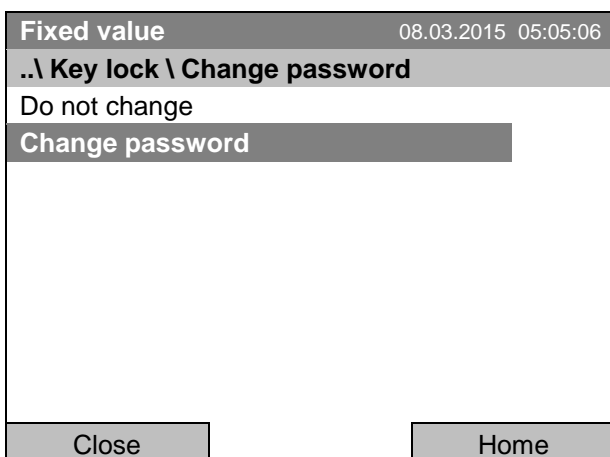 Fixed value 08.03.2015 05:05:06
..\ Key lock \ Change password
Do not change
Change password
Close Home